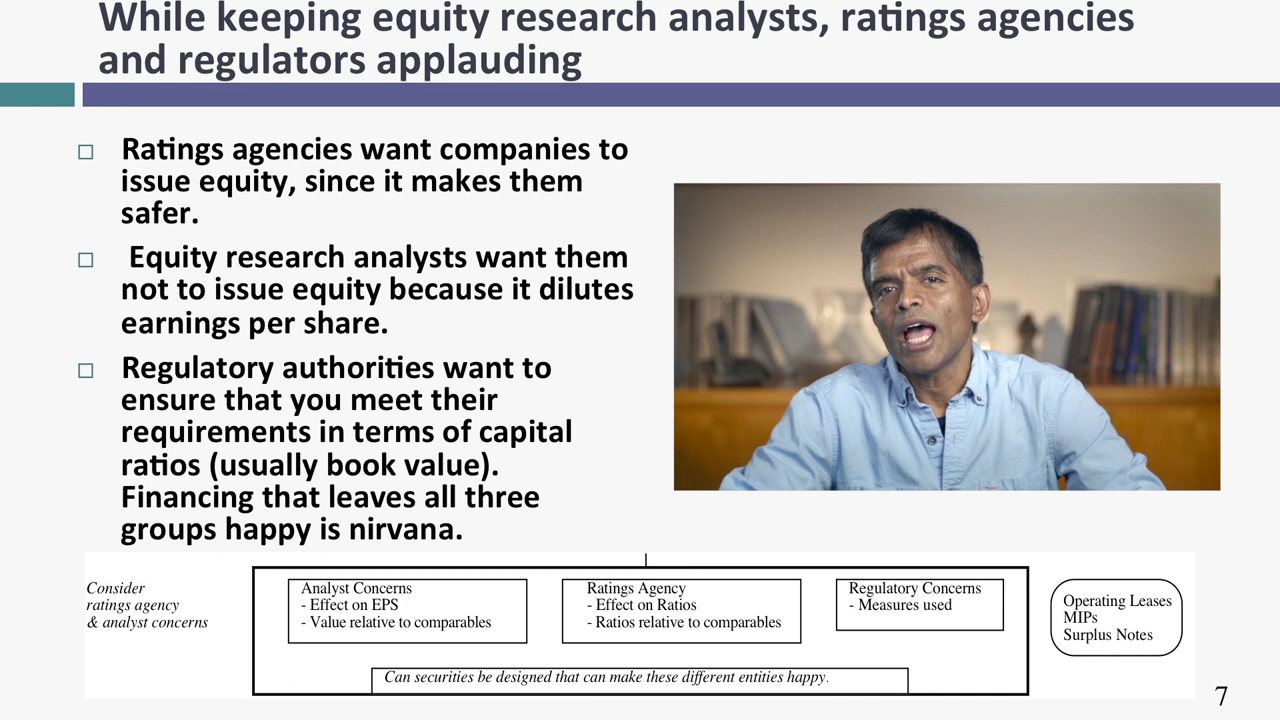 While keeping equity research analysts, ratings agencies
and regulators applauding
Ratings agencies want companies to
issue equity, since it makes them
safer.
Equity research analysts want them
not to issue equity because it dilutes
earnings per share.
Regulatory authorities want to
ensure that you meet their
requirements in terms of capital
ratios (usually book value).
Financing that leaves all three
groups happy is nirvana.
Consider
ratings agency
& analyst concerns
Analyst Concerns
- Effect on EPS
- Value relative to comparables
Ratings Agency
- Effect on Ratios
- Ratios relative to comparables
Regulatory Concerns
- Measures used
Operating Leases
MIPs
Surplus Notes
Can securities be designed that can make these different entities happy.
7